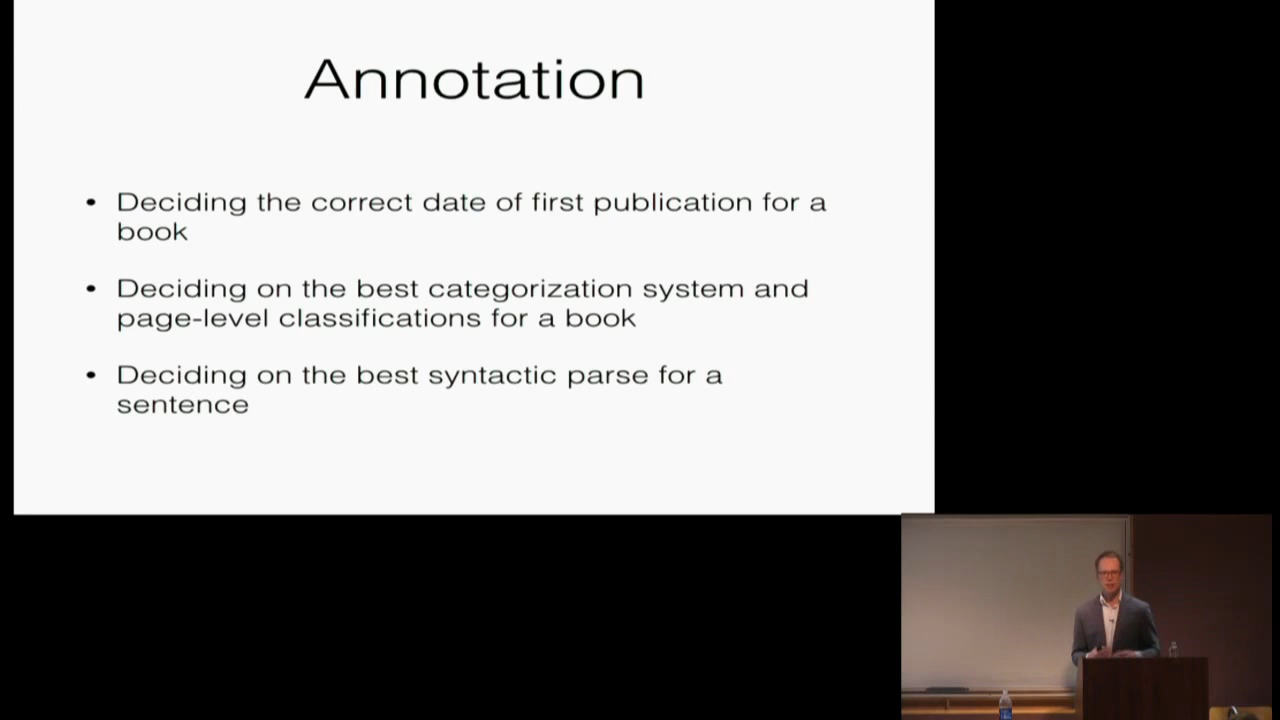 Annotation
• Deciding the correct date of first publication for a
book
• Deciding on the best categorization system and
page-level classifications for a book
• Deciding on the best syntactic parse for a
sentence